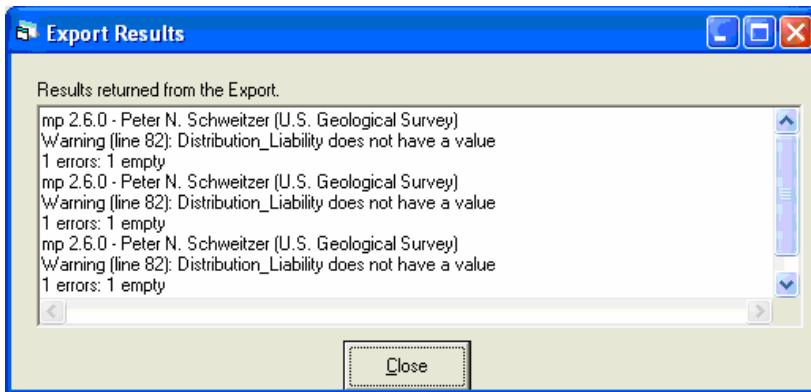 Export Results
Results returned from the Export.
mp 2.6.0 - Peter N. Schweitzer (U.S. Geological Survey)
Warning (line 82): Distribution_Liability does not have a value
1 errors: 1 empty
mp 2.6.0 - Peter N. Schweitzer (U.S. Geological Survey)
Warning (line 82): Distribution_Liability does not have a value
1 errors: 1 empty
mp 2.6.0 - Peter N. Schweitzer (U.S. Geological Survey)
Warning (line 82): Distribution_Liability does not have a value
1 errors: 1 empty
Close